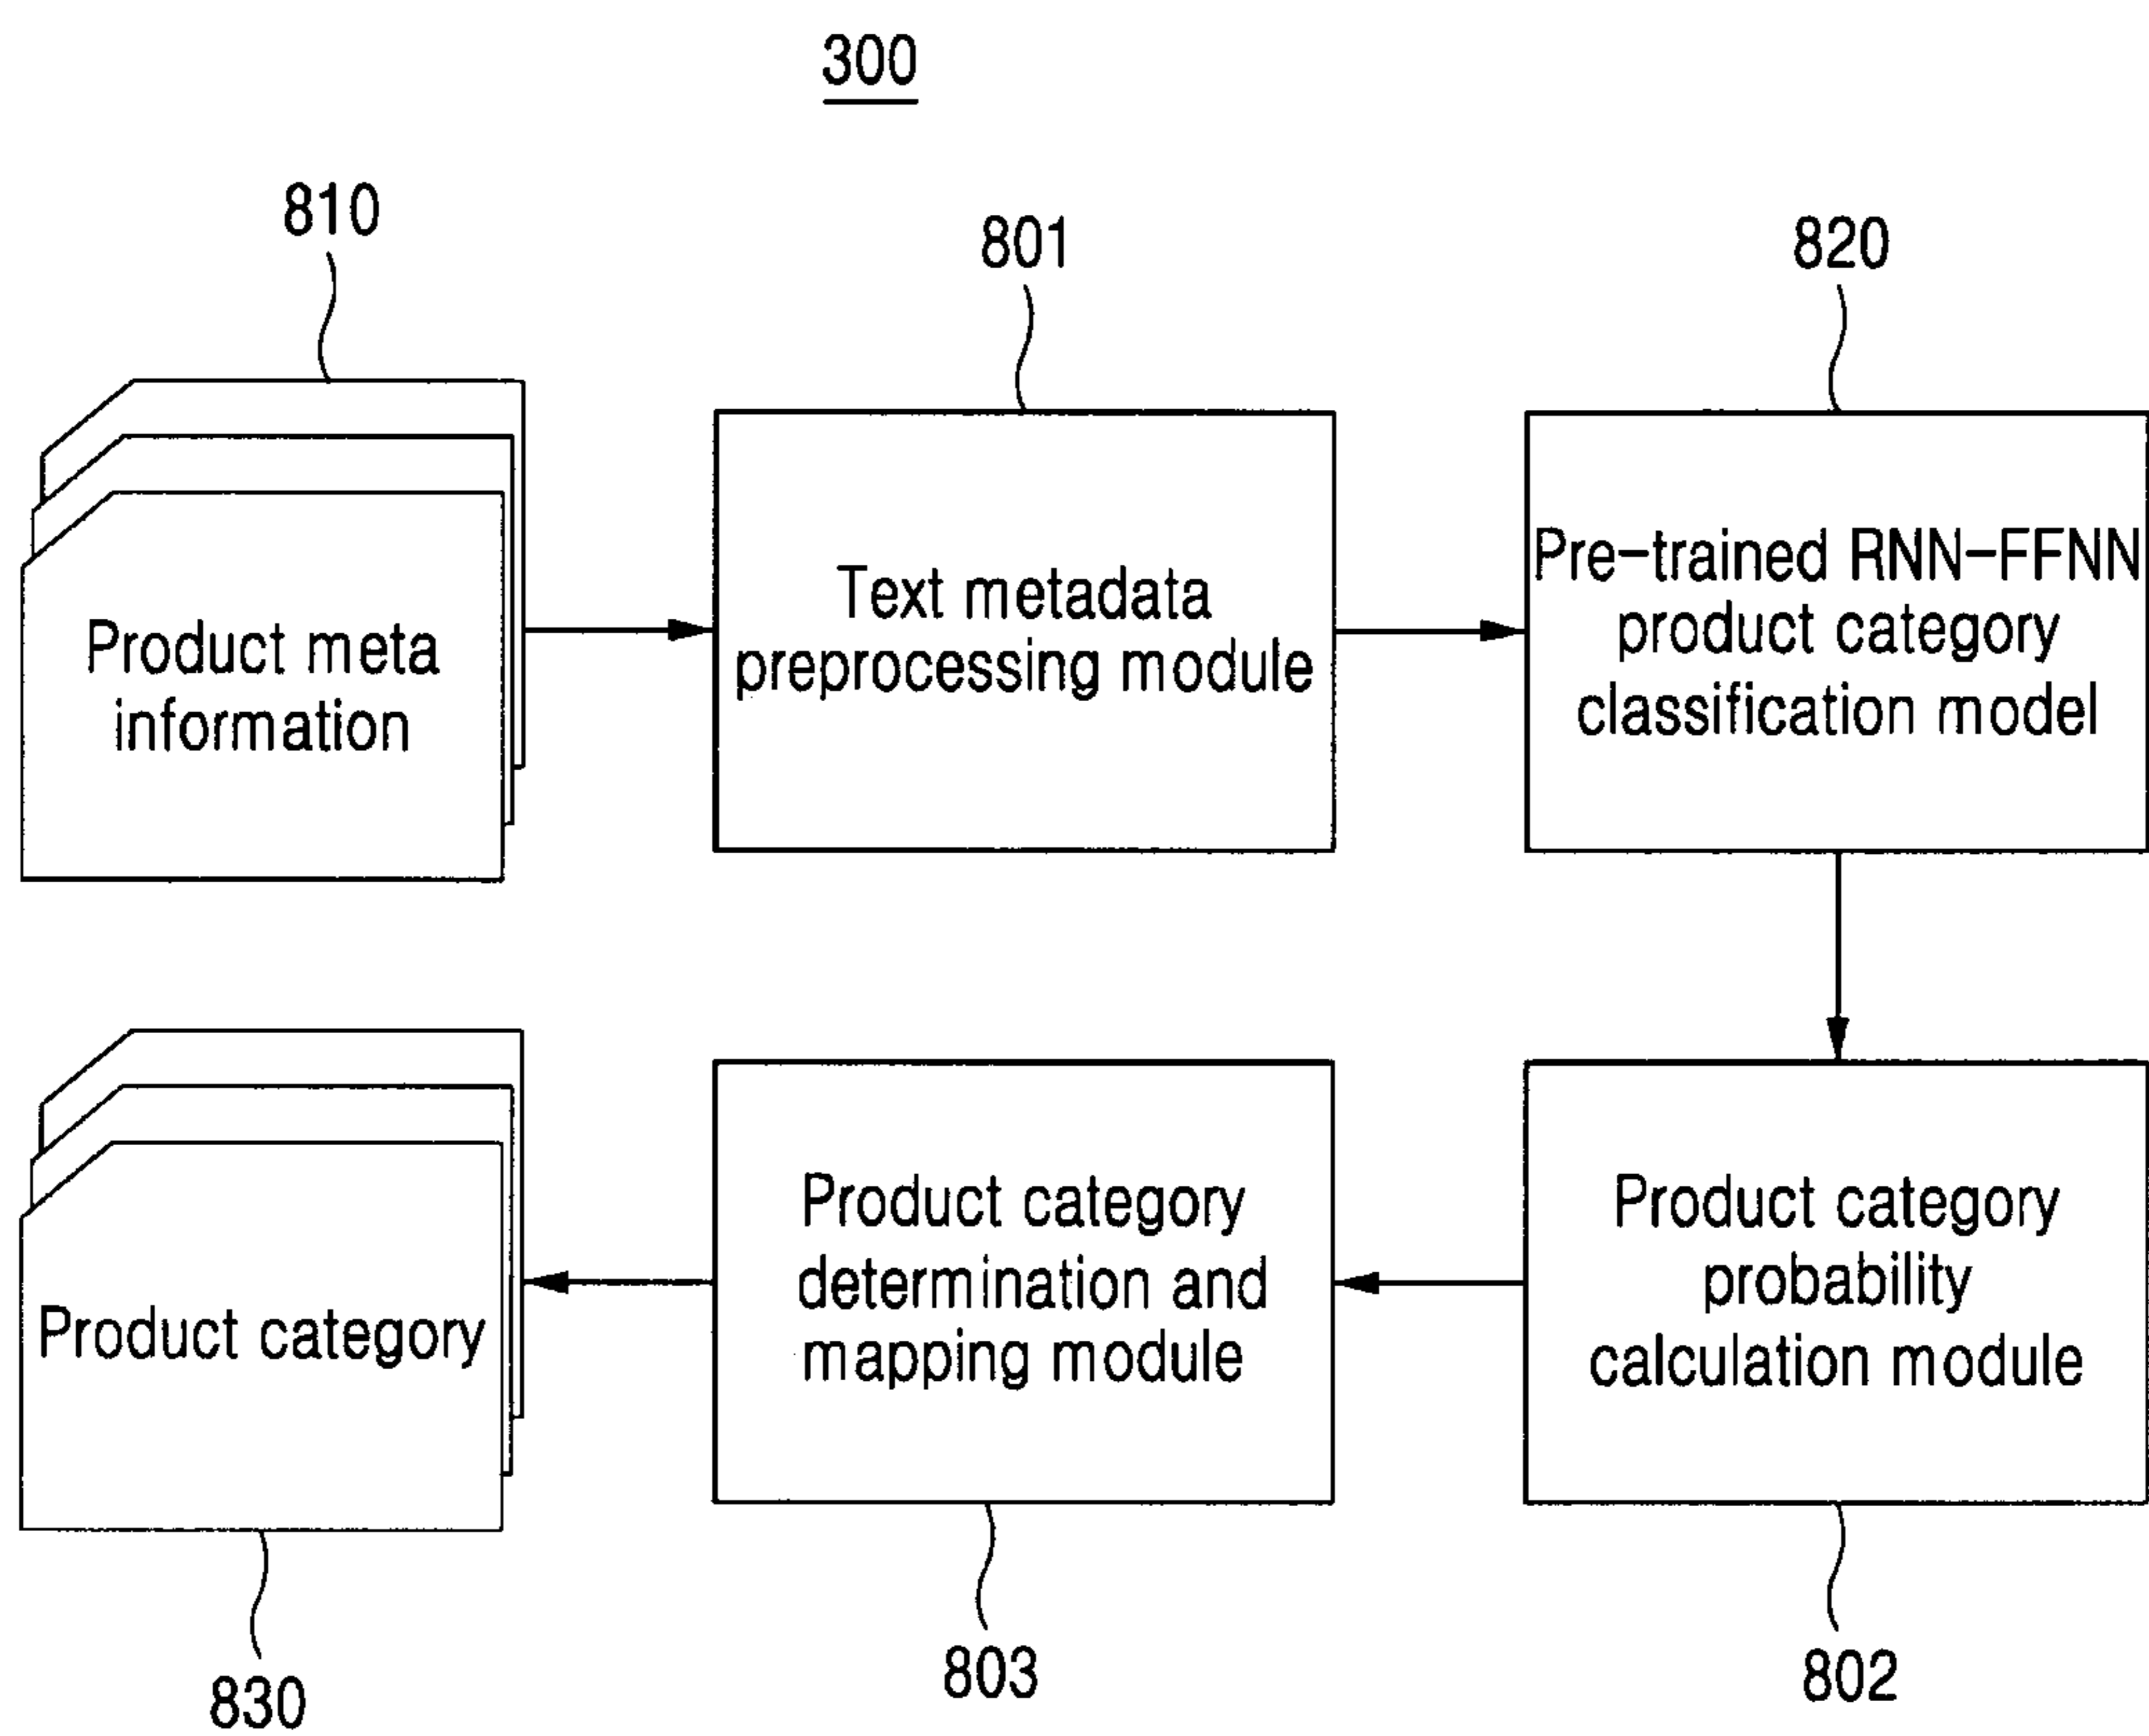 300
810
801
820
Product meta
information
Text metadata
preprocessing module
Pre-trained RNN-FFNN
product category
classification model
Product category
Product category
determination and
mapping module
Product category
probability
calculation module
830
803
802